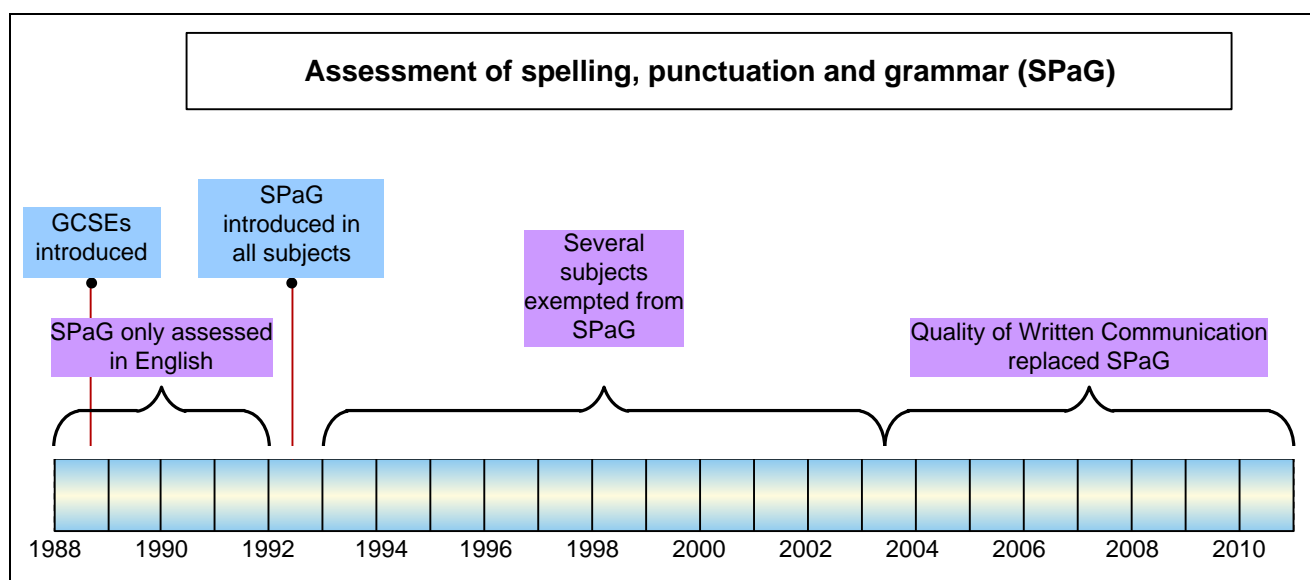 Assessment of spelling, punctuation and grammar (SPaG)
GCSEs
introduced
SPaG
introduced in
all subjects
Several
subjects
exempted from
SPaG
SPaG only assessed
in English
Quality of Written Communication
replaced SPaG
1988 1990 1992 1994 1996 1998 2000 2002 2004 2006 2008 2010